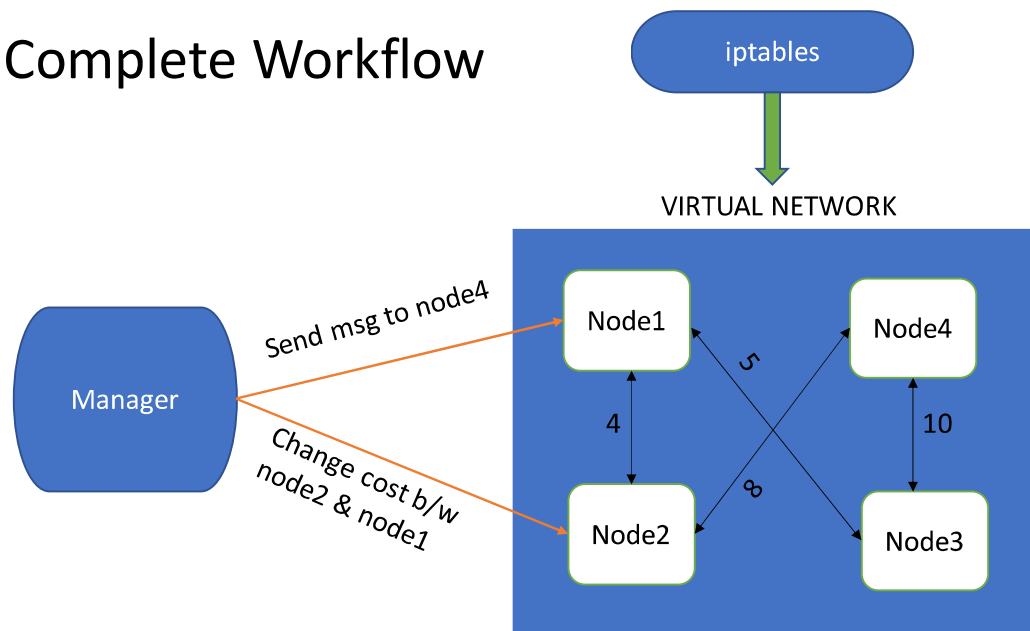 Complete Workflow
iptables
VIRTUAL NETWORK
Send msg to node4
Node1
Node4
5
Manager
4
10
Change cost b/w
node2 & node1
8
Node2
Node3